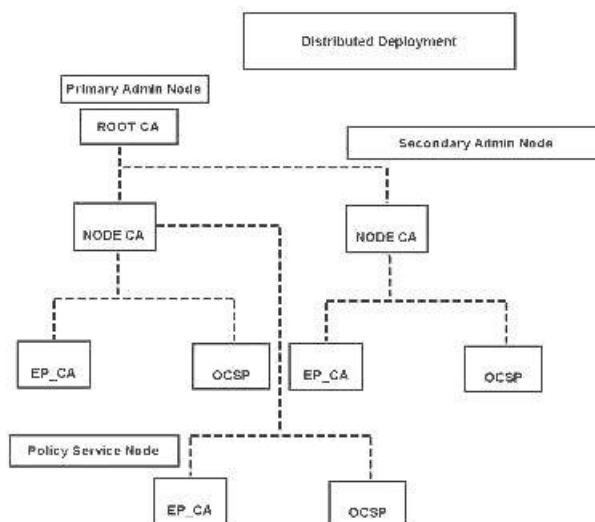 Distributed Deployment
Primary Admin Node
ROOT CA
Secondary Admin Node
NODE CA
NODE CA
EP_CA
OCSP
EP_CA
OCSP
Policy Service Node
EP_CA
OCSP